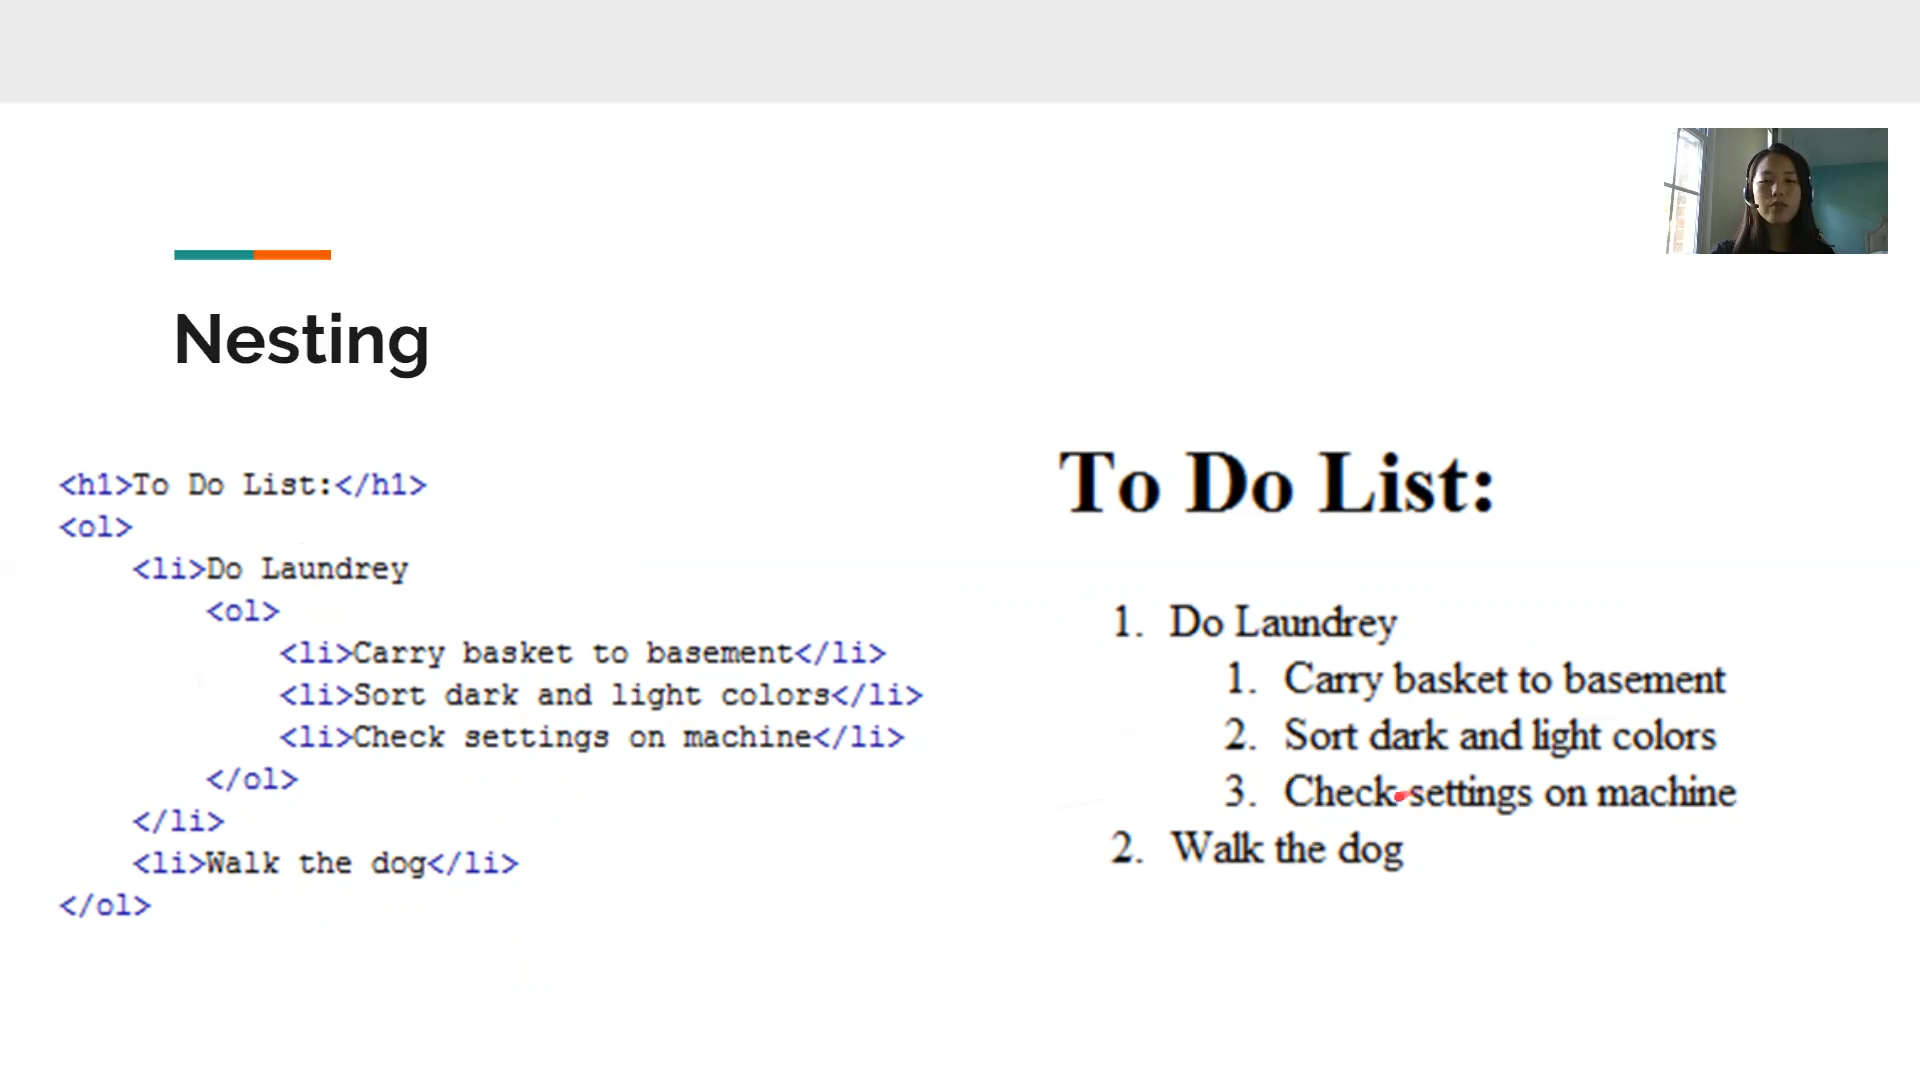 Nesting
<h1>To Do List:</h1>
<ol>
<li>Do Laundrey
<ol>
<li>Carry basket to basement</li>
<li>Sort dark and light colors</li>
<li>Check settings on machine</li>
</ol>
</li>
<li>Walk the dog</li>
</ol>
To Do List:
1. Do Laundrey
1. Carry basket to basement
2. Sort dark and light colors
3. Check settings on machine
2. Walk the dog